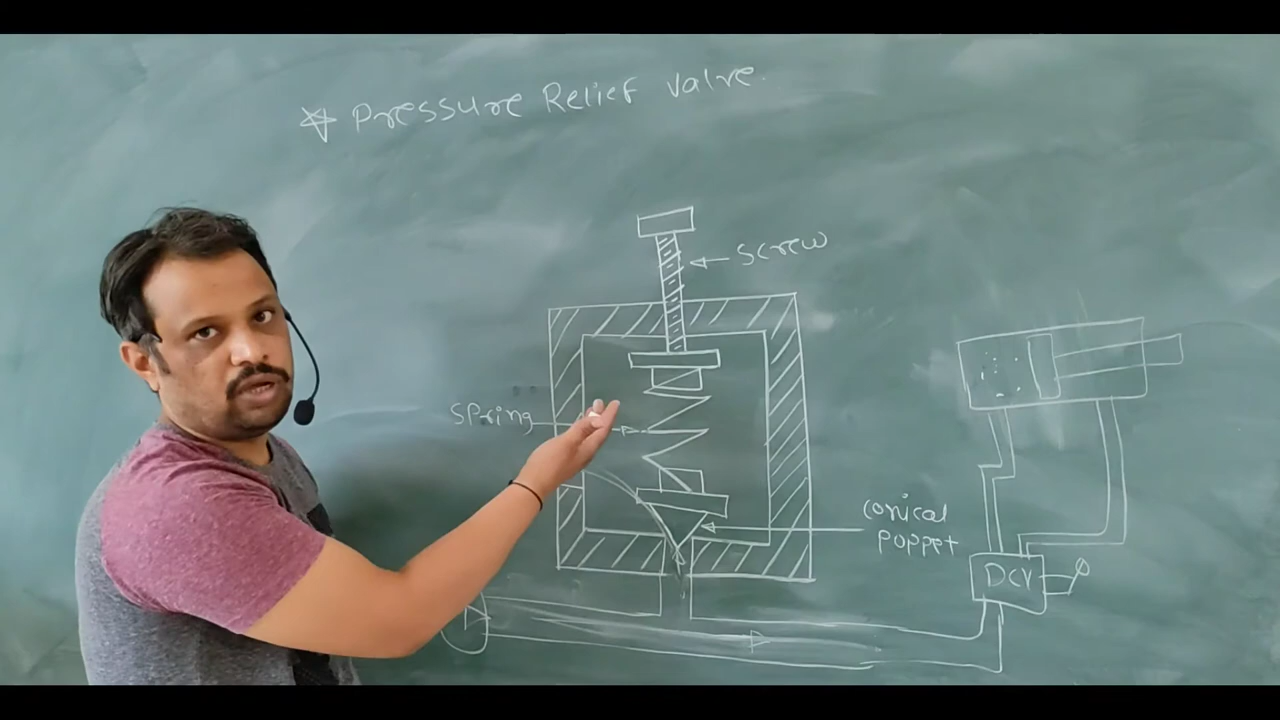 Pressure Relief Valve.
Screw
Spring
conical
poppet
DCV